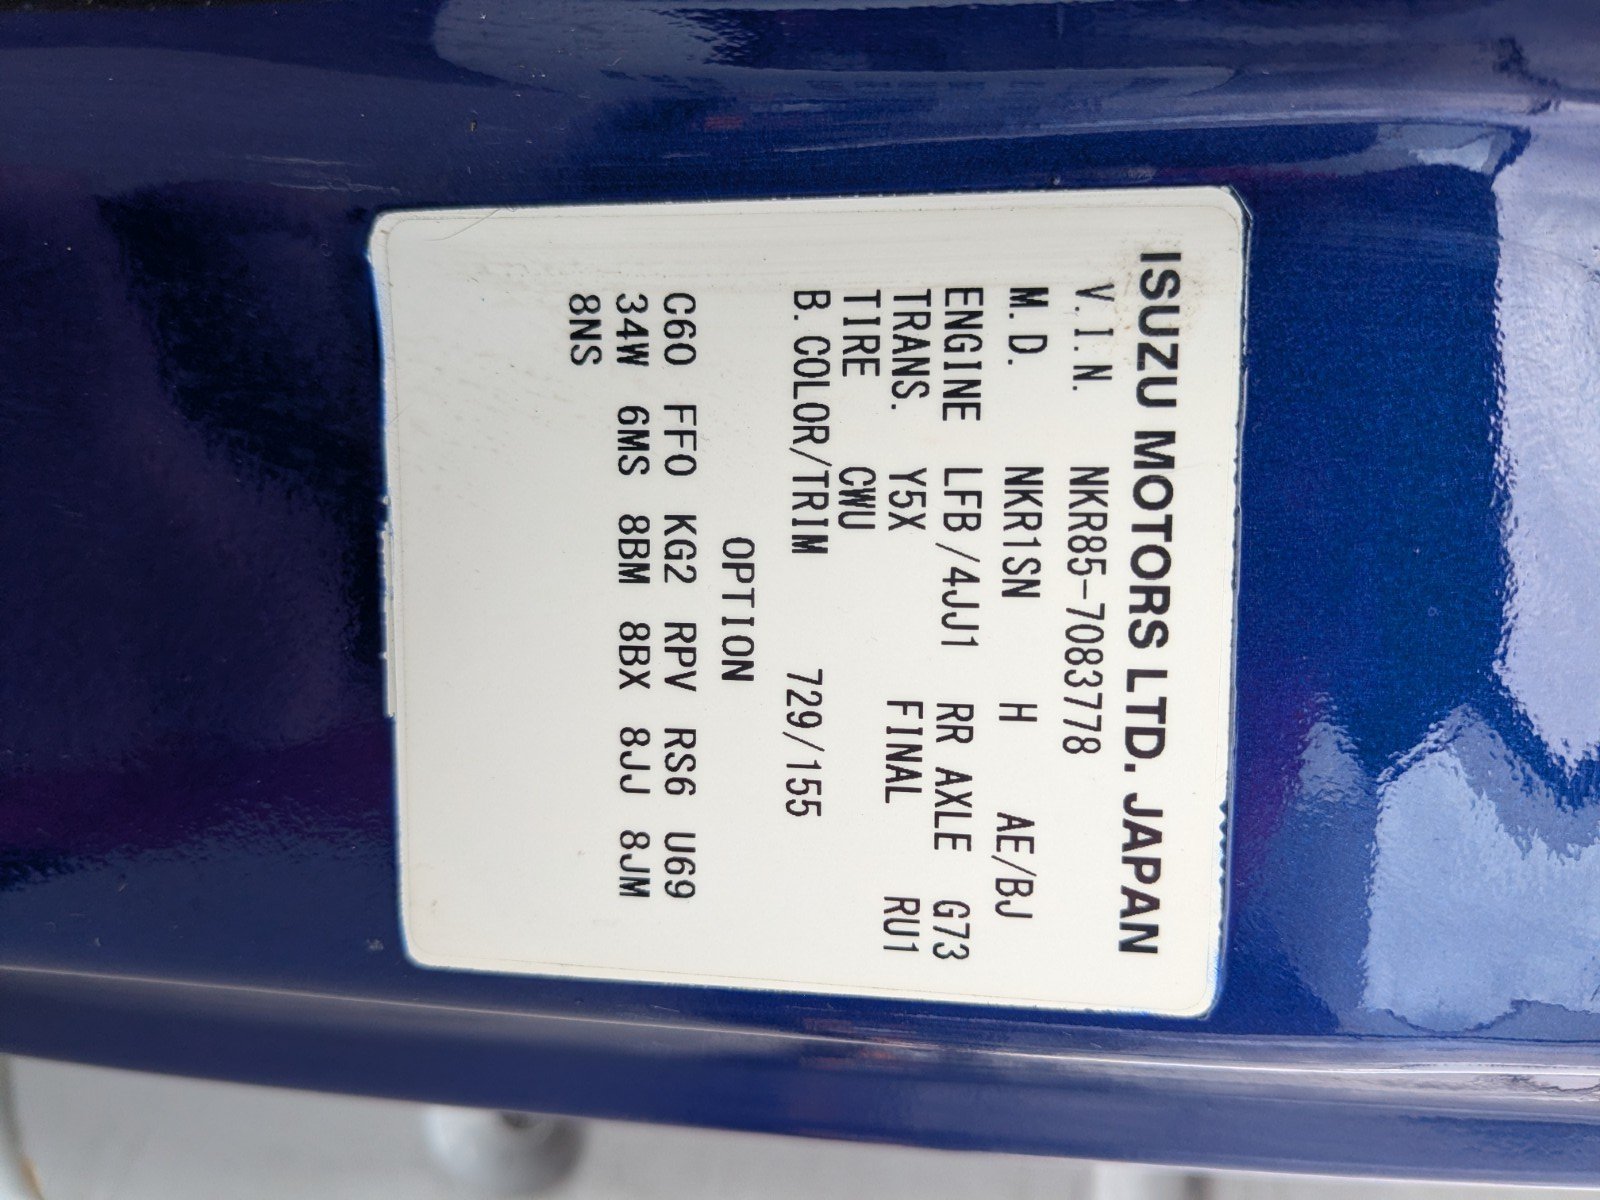 ISUZU MOTORS LTD. JAPAN
V.I.N. NKR85-7083778
M.D. NKR1SN H AE/BJ
ENGINE LFB/4JJ1 RR AXLE G73
TRANS. Y5X FINAL RU1
TIRE CWU
B.COLOR/TRIM 729/155
OPTION
C60 FF0 KG2 RPV RS6 U69
34W 6MS 8BM 8BX 8JJ 8JM
8NS